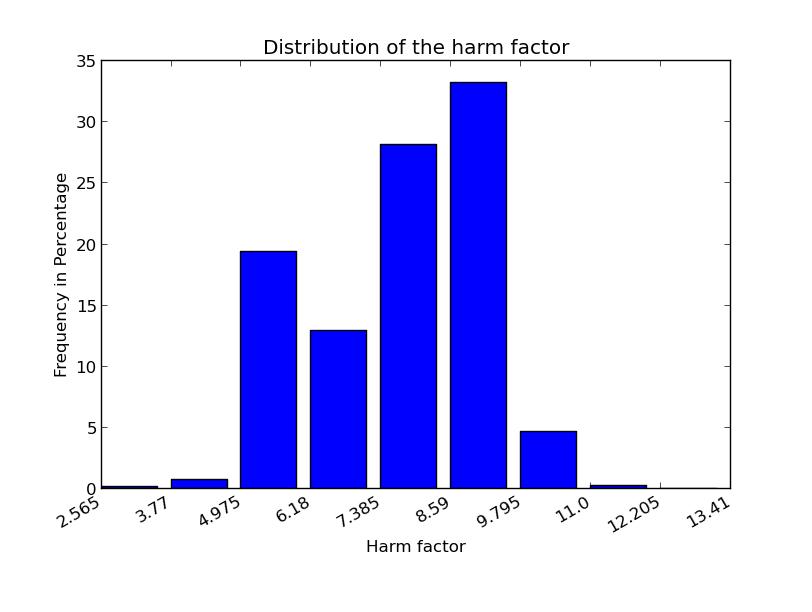 Distribution of the harm factor
35
30
25
20
15
10
5
0
Frequency in Percentage
2.565 3.77 4.975 6.18 7.385 8.59 9.795 11.0 12.205 13.41
Harm factor